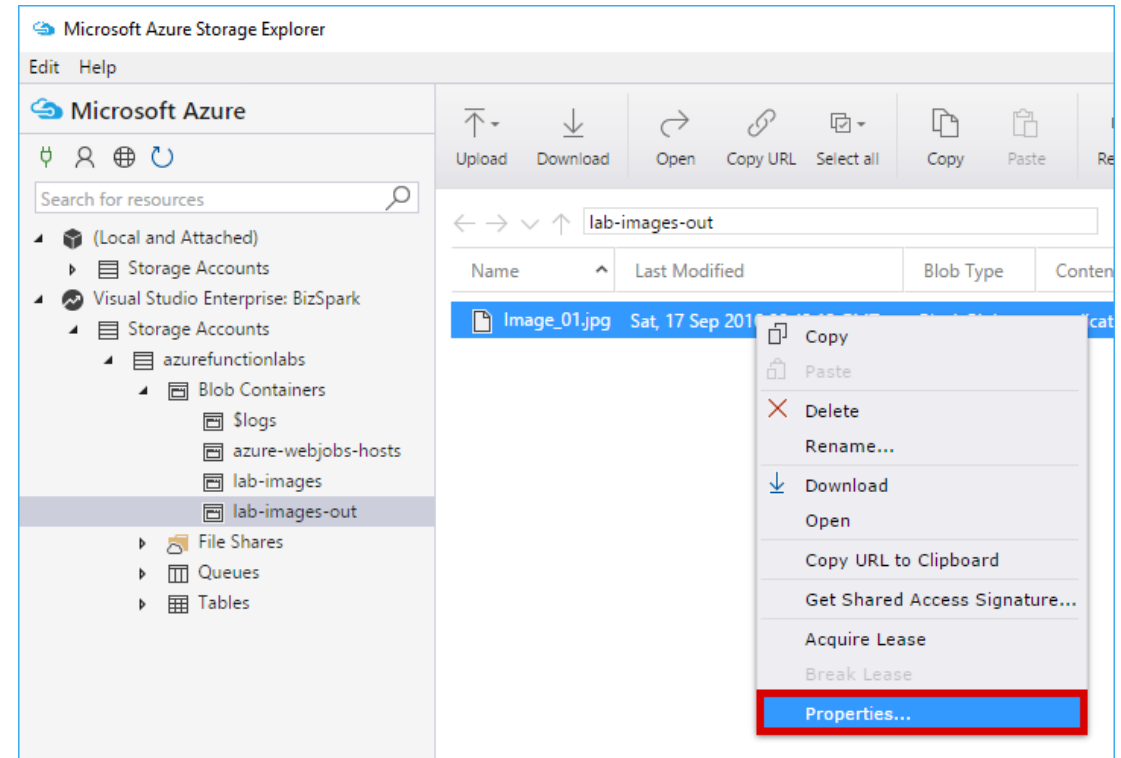 Microsoft Azure Storage Explorer
Edit Help
Microsoft Azure
Search for resources
(Local and Attached)
Storage Accounts
Visual Studio Enterprise: BizSpark
Storage Accounts
azurefunctionlabs
Blob Containers
$logs
azure-webjobs-hosts
lab-images
lab-images-out
File Shares
Queues
Tables
Upload Download Open Copy URL Select all Copy Paste
lab-images-out
Name Last Modified Blob Type
Image_01.jpg Sat, 17 Sep
Copy
Paste
Delete
Rename...
Download
Open
Copy URL to Clipboard
Get Shared Access Signature...
Acquire Lease
Break Lease
Properties...